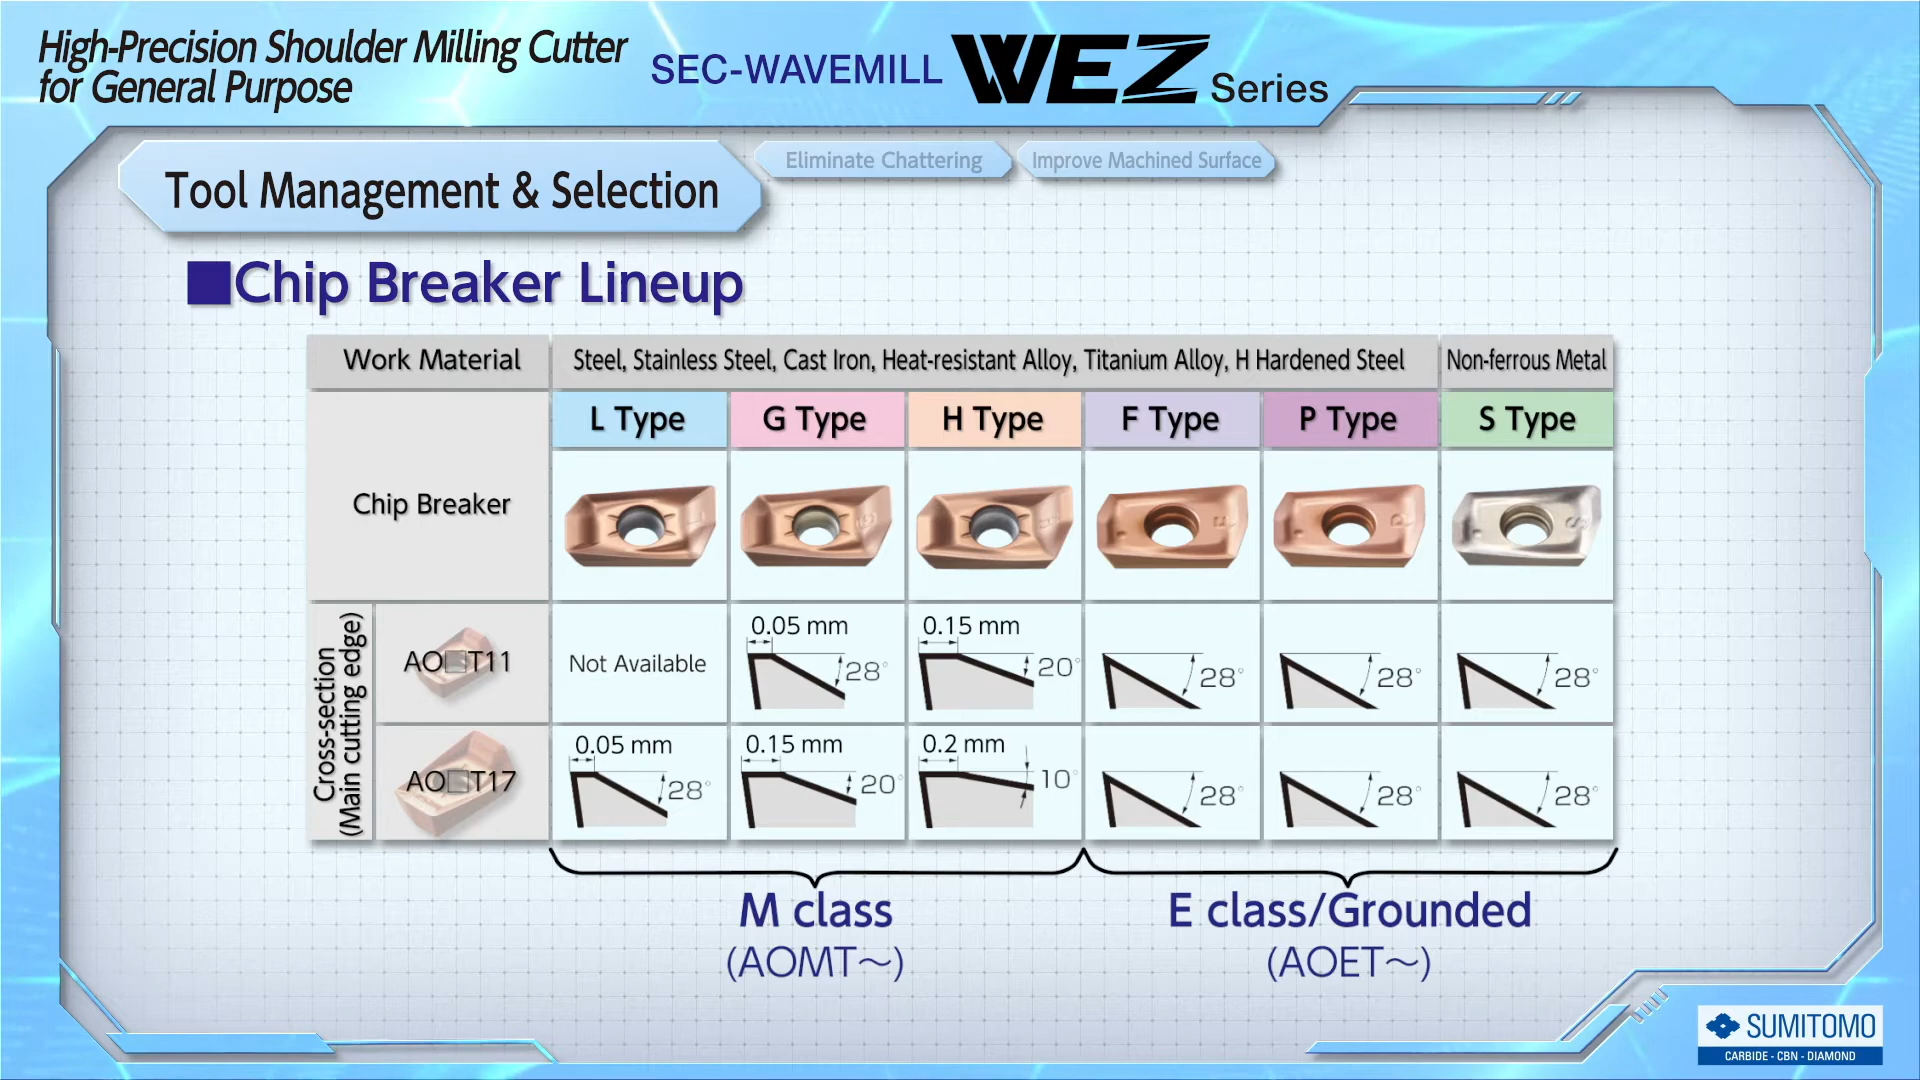 High-Precision Shoulder Milling Cutter
for General Purpose
SEC-WAVEMILL WEZ Series
Tool Management & Selection
Eliminate Chattering
Improve Machined Surface
■Chip Breaker Lineup
Work Material
Steel, Stainless Steel, Cast Iron, Heat-resistant Alloy, Titanium Alloy, H Hardened Steel
Non-ferrous Metal
Chip Breaker
L Type
G Type
H Type
F Type
P Type
S Type
Cross-section
(Main cutting edge)
AO□T11
Not Available
0.05 mm
28°
0.15 mm
20°
28°
28°
28°
AO□T17
0.05 mm
28°
0.15 mm
20°
0.2 mm
10°
28°
28°
28°
M class
(AOMT～)
E class/Grounded
(AOET～)
SUMITOMO
CARBIDE - CBN - DIAMOND